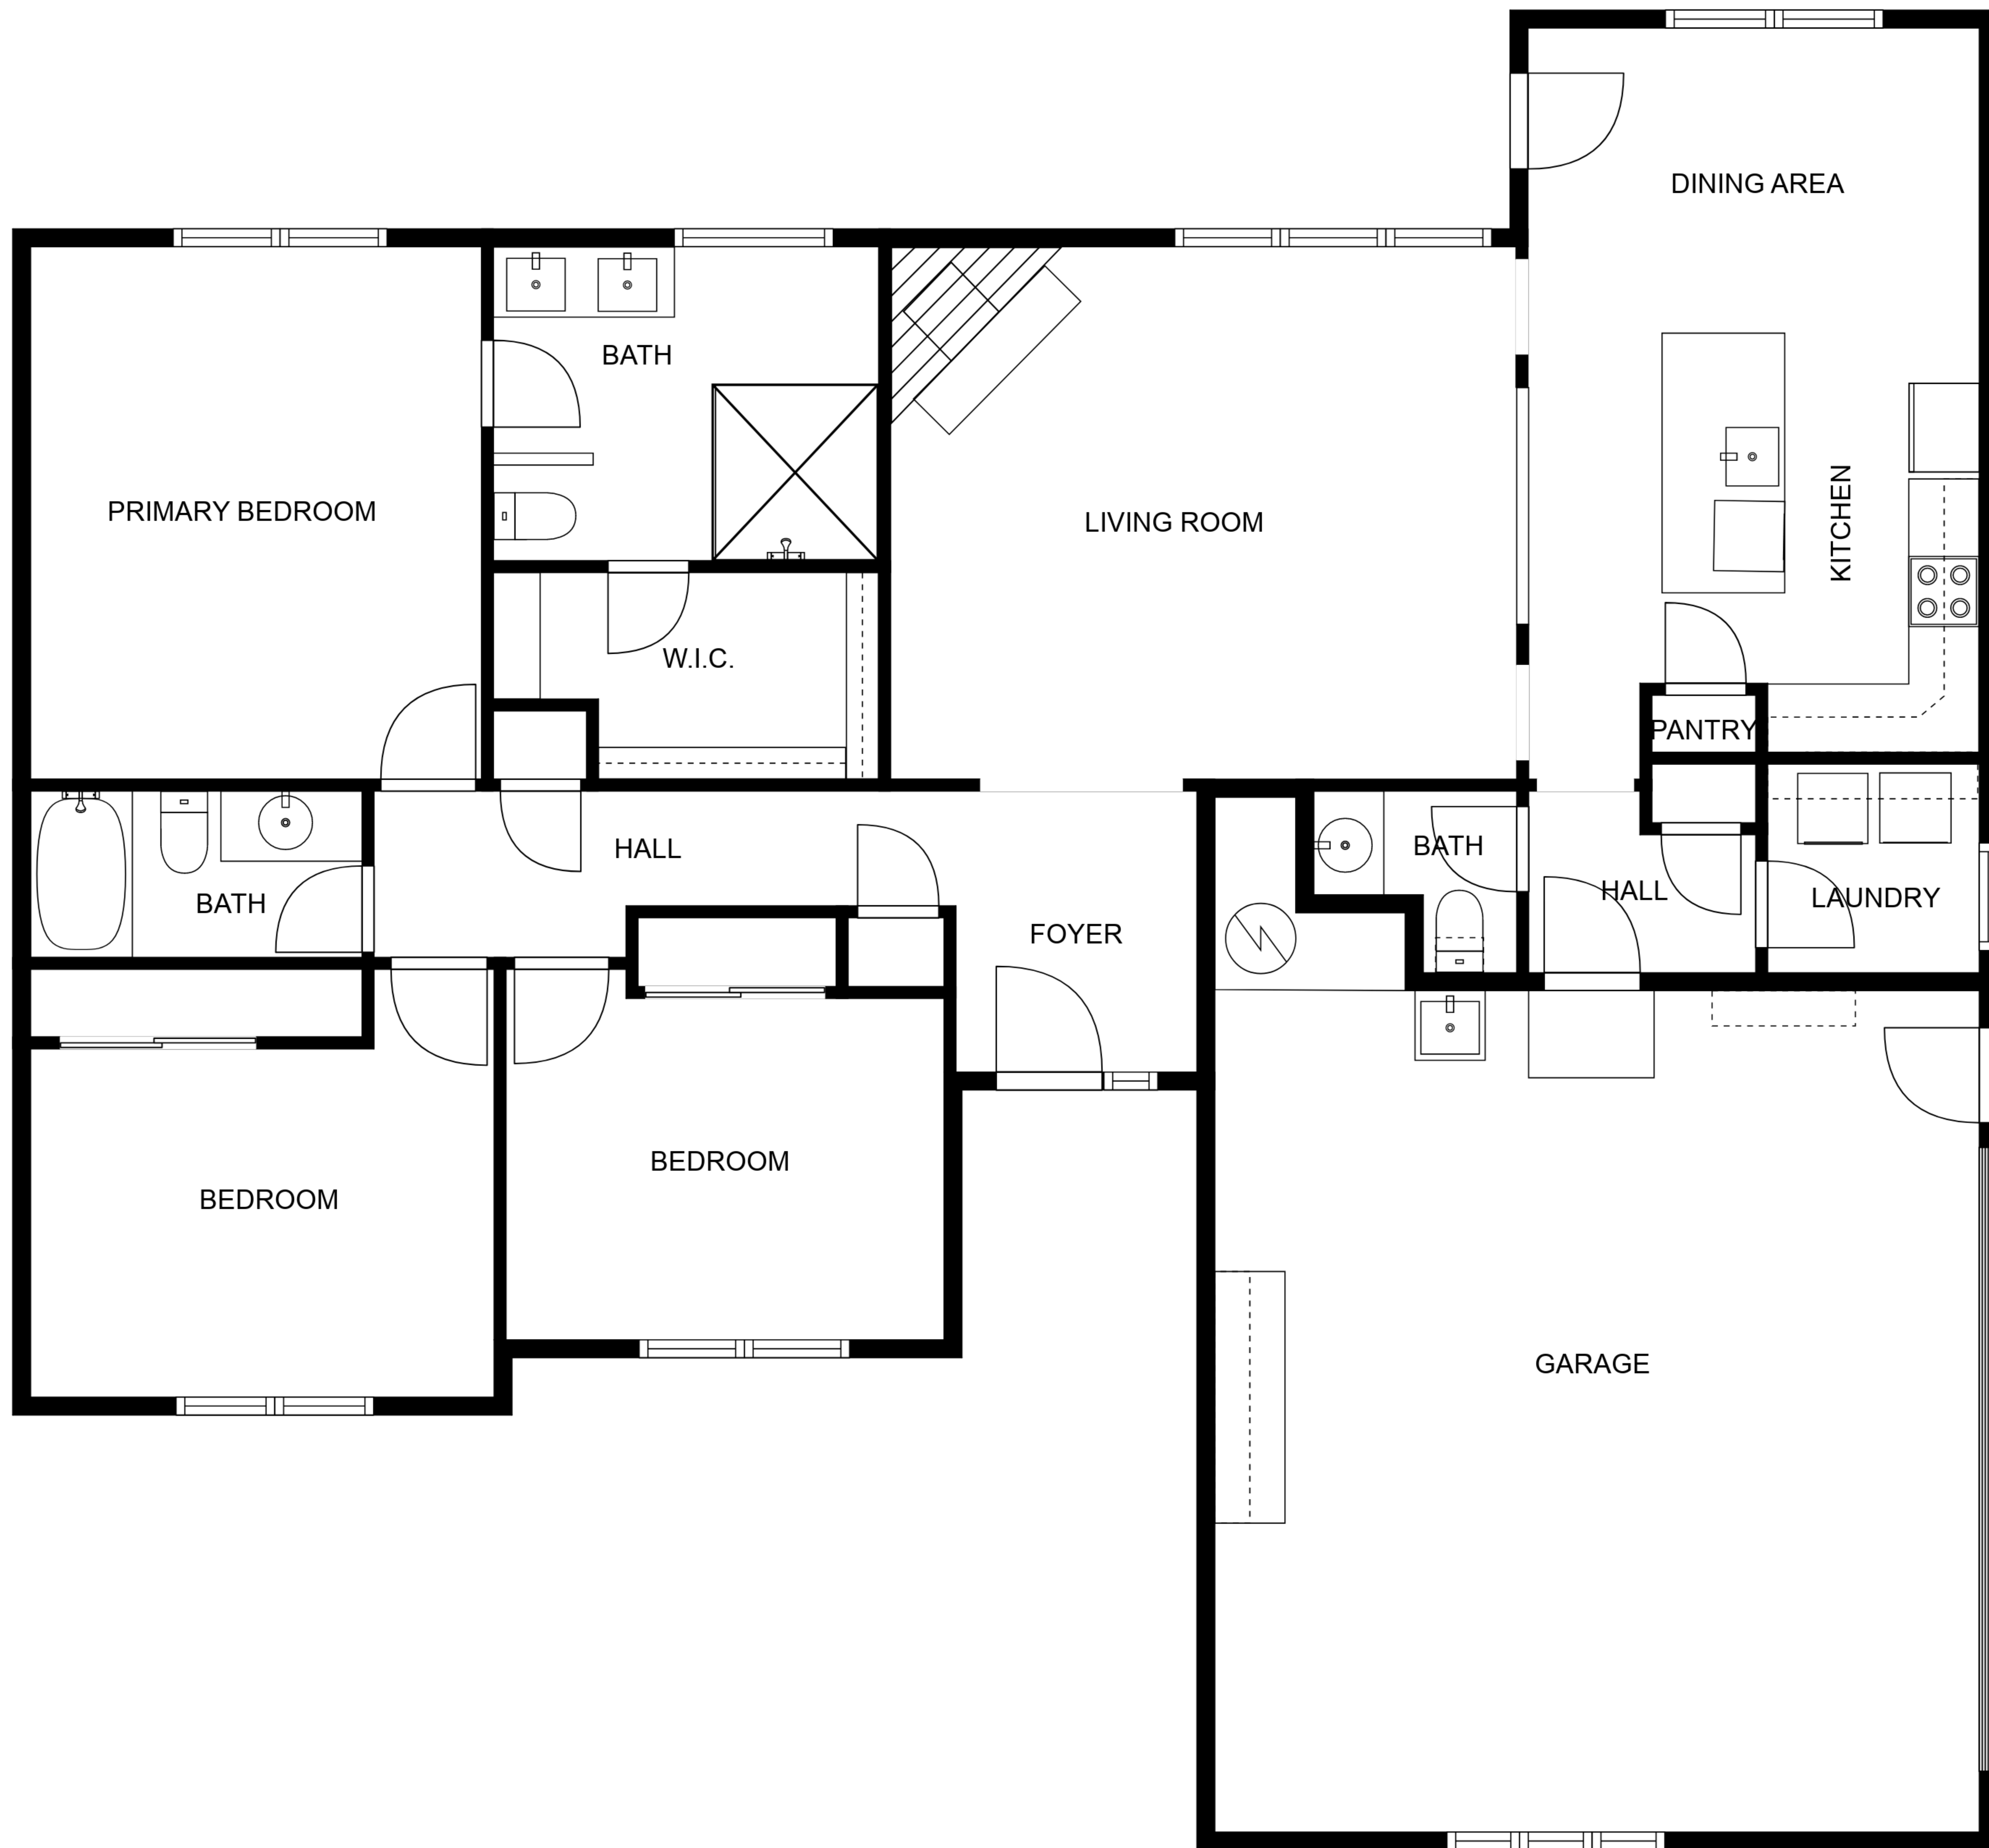 DINING AREA
BATH
PRIMARY BEDROOM
LIVING ROOM
KITCHEN
W.I.C.
PANTRY
HALL
BATH
BATH
HALL
LAUNDRY
FOYER
BEDROOM
BEDROOM
GARAGE